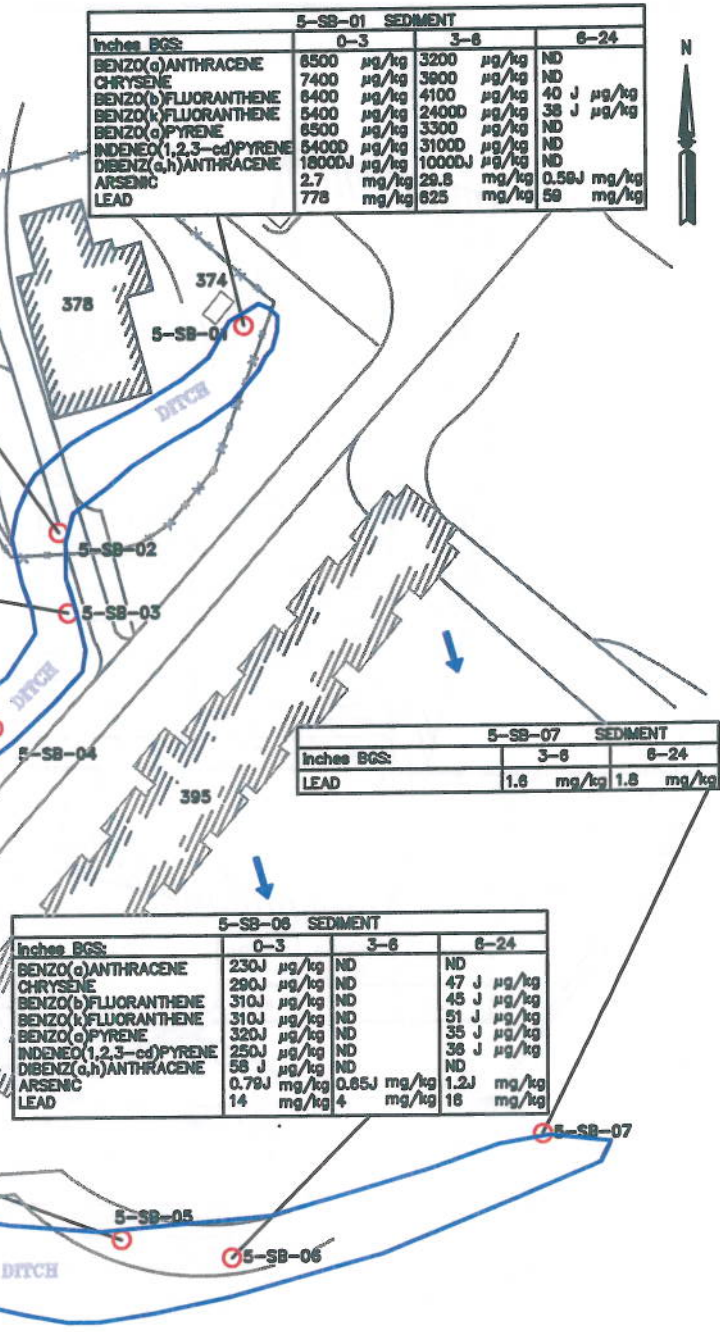 5-SB-01 SEDIMENT
inches BGS: 0-3 3-6 6-24
BENZO(a)ANTHRACENE 6500 µg/kg 3200 µg/kg ND
CHRYSENE 7400 µg/kg 3900 µg/kg ND
BENZO(b)FLUORANTHENE 6400 µg/kg 4100 µg/kg 40 J µg/kg
BENZO(k)FLUORANTHENE 5400 µg/kg 2400D µg/kg 38 J µg/kg
BENZO(a)PYRENE 6500 µg/kg 3300 µg/kg ND
INDENEO(1,2,3-cd)PYRENE 5400D µg/kg 3100D µg/kg ND
DIBENZ(a,h)ANTHRACENE 1800DJ µg/kg 1000DJ µg/kg ND
ARSENIC 2.7 mg/kg 29.8 mg/kg 0.59J mg/kg
LEAD 778 mg/kg 625 mg/kg 59 mg/kg
N
374
378
5-SB-01
DITCH
5-SB-02
5-SB-03
DITCH
5-SB-04
5-SB-07 SEDIMENT
inches BGS: 3-6 6-24
LEAD 1.6 mg/kg 1.8 mg/kg
395
5-SB-06 SEDIMENT
inches BGS: 0-3 3-6 6-24
BENZO(a)ANTHRACENE 230J µg/kg ND ND
CHRYSENE 290J µg/kg ND 47 J µg/kg
BENZO(b)FLUORANTHENE 310J µg/kg ND 45 J µg/kg
BENZO(k)FLUORANTHENE 310J µg/kg ND 51 J µg/kg
BENZO(a)PYRENE 320J µg/kg ND 35 J µg/kg
INDENEO(1,2,3-cd)PYRENE 250J µg/kg ND 36 J µg/kg
DIBENZ(a,h)ANTHRACENE 58 J µg/kg ND ND
ARSENIC 0.79J mg/kg 0.65J mg/kg 1.2J mg/kg
LEAD 14 mg/kg 4 mg/kg 16 mg/kg
5-SB-07
5-SB-05
5-SB-06
DITCH